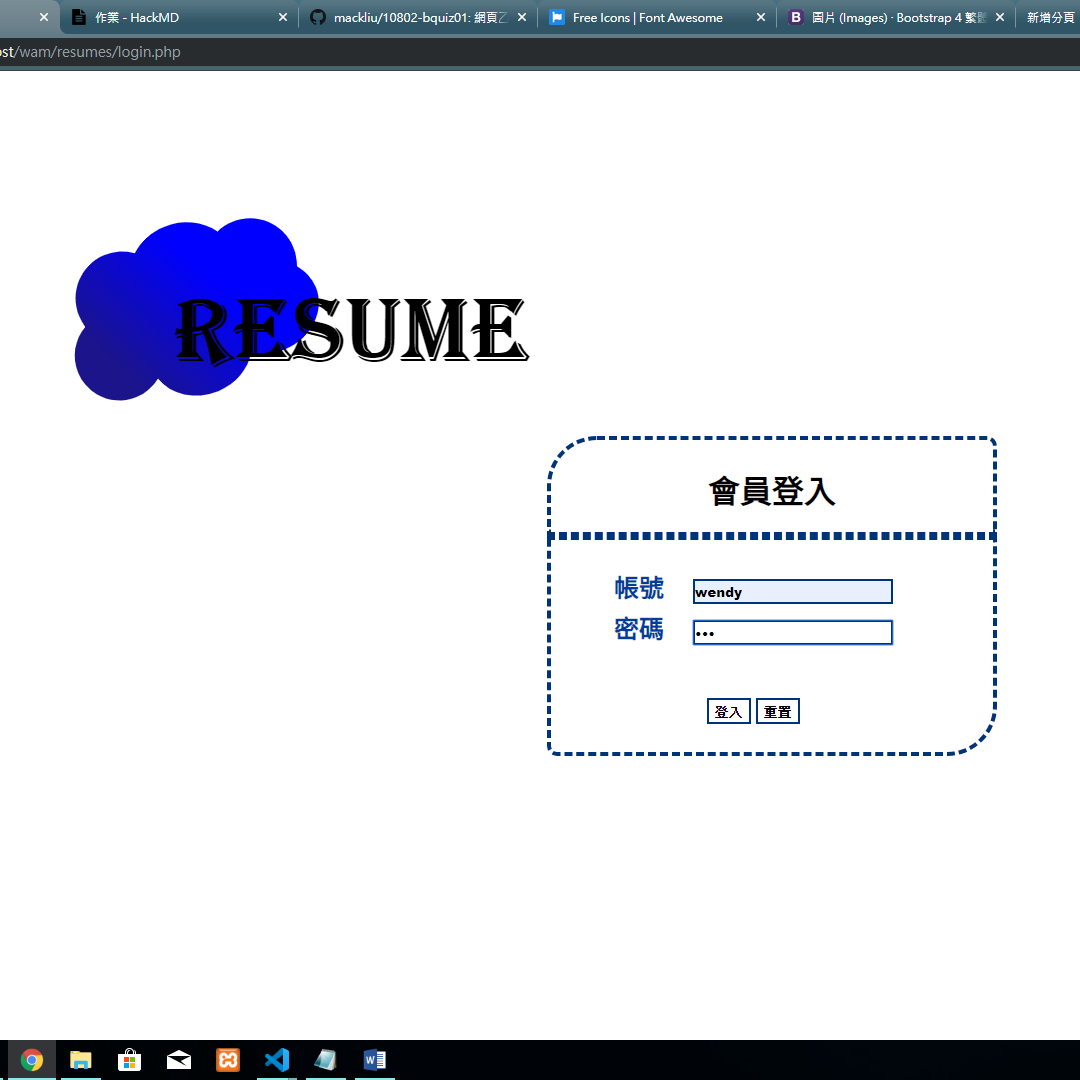 作業 - HackMD
mackliu/10802-bquiz01: 網頁乙
Free Icons | Font Awesome
圖片 (Images) · Bootstrap 4 繁體
新增分頁
ost/wam/resumes/login.php
RESUME
會員登入
帳號
wendy
密碼
•••
登入 重置